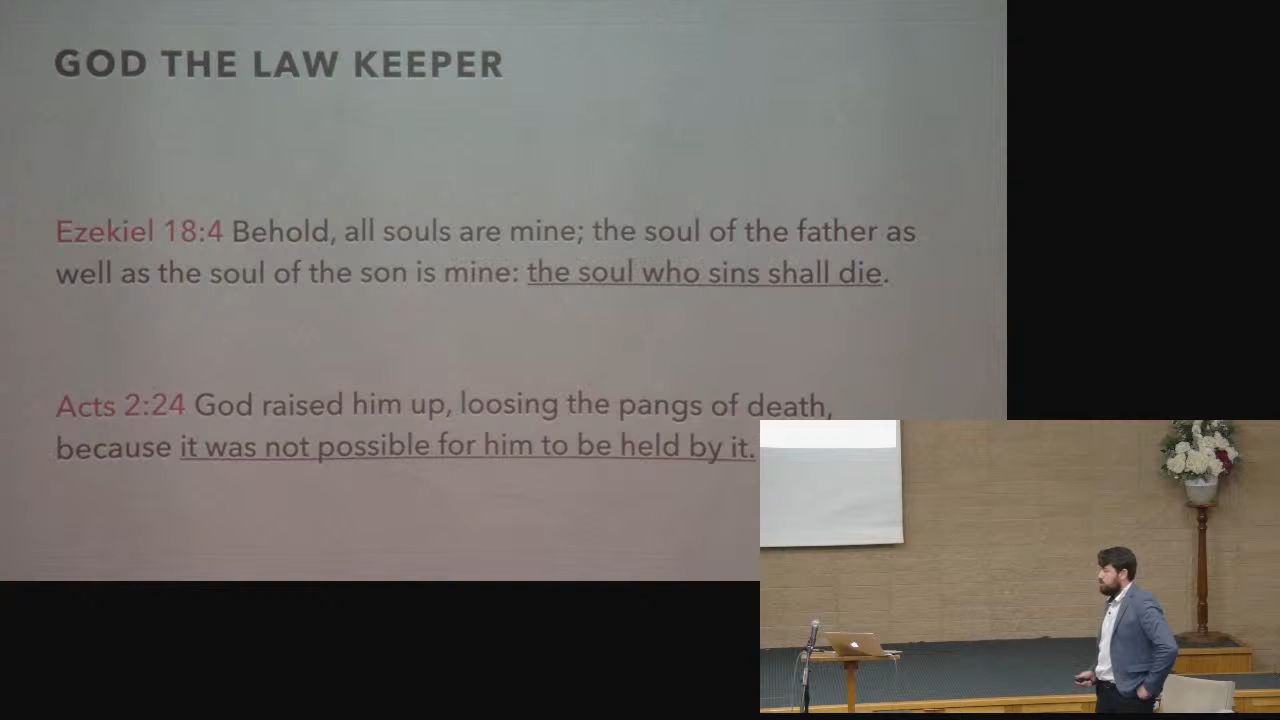 GOD THE LAW KEEPER
Ezekiel 18:4 Behold, all souls are mine; the soul of the father as
well as the soul of the son is mine: the soul who sins shall die.
Acts 2:24 God raised him up, loosing the pangs of death,
because it was not possible for him to be held by it.